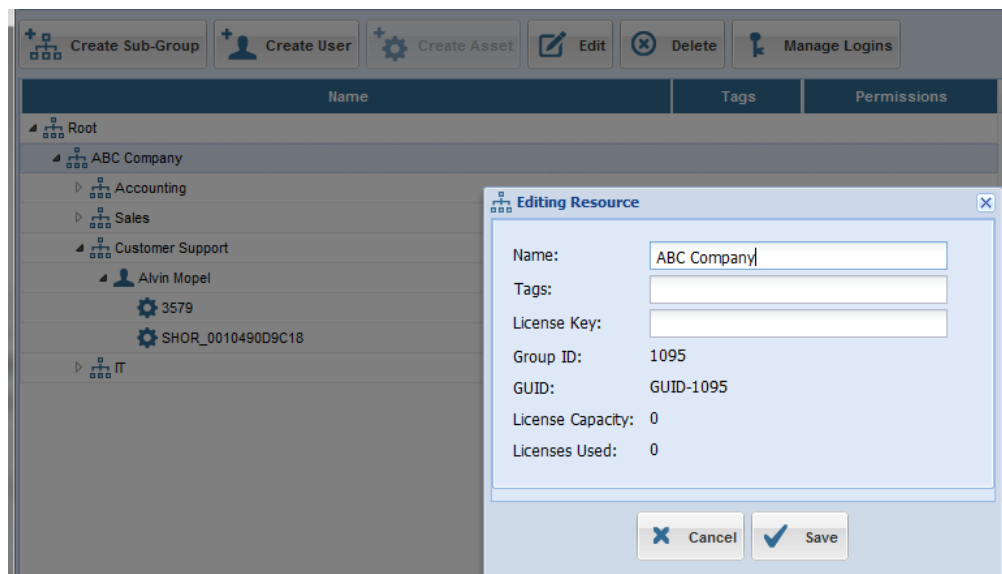 Create Sub-Group Create User Create Asset Edit Delete Manage Logins
Name Tags Permissions
Root
ABC Company
Accounting
Sales
Customer Support
Alvin Mopel
3579
SHOR_0010490D9C18
IT
Editing Resource
Name: ABC Company
Tags:
License Key:
Group ID: 1095
GUID: GUID-1095
License Capacity: 0
Licenses Used: 0
Cancel Save